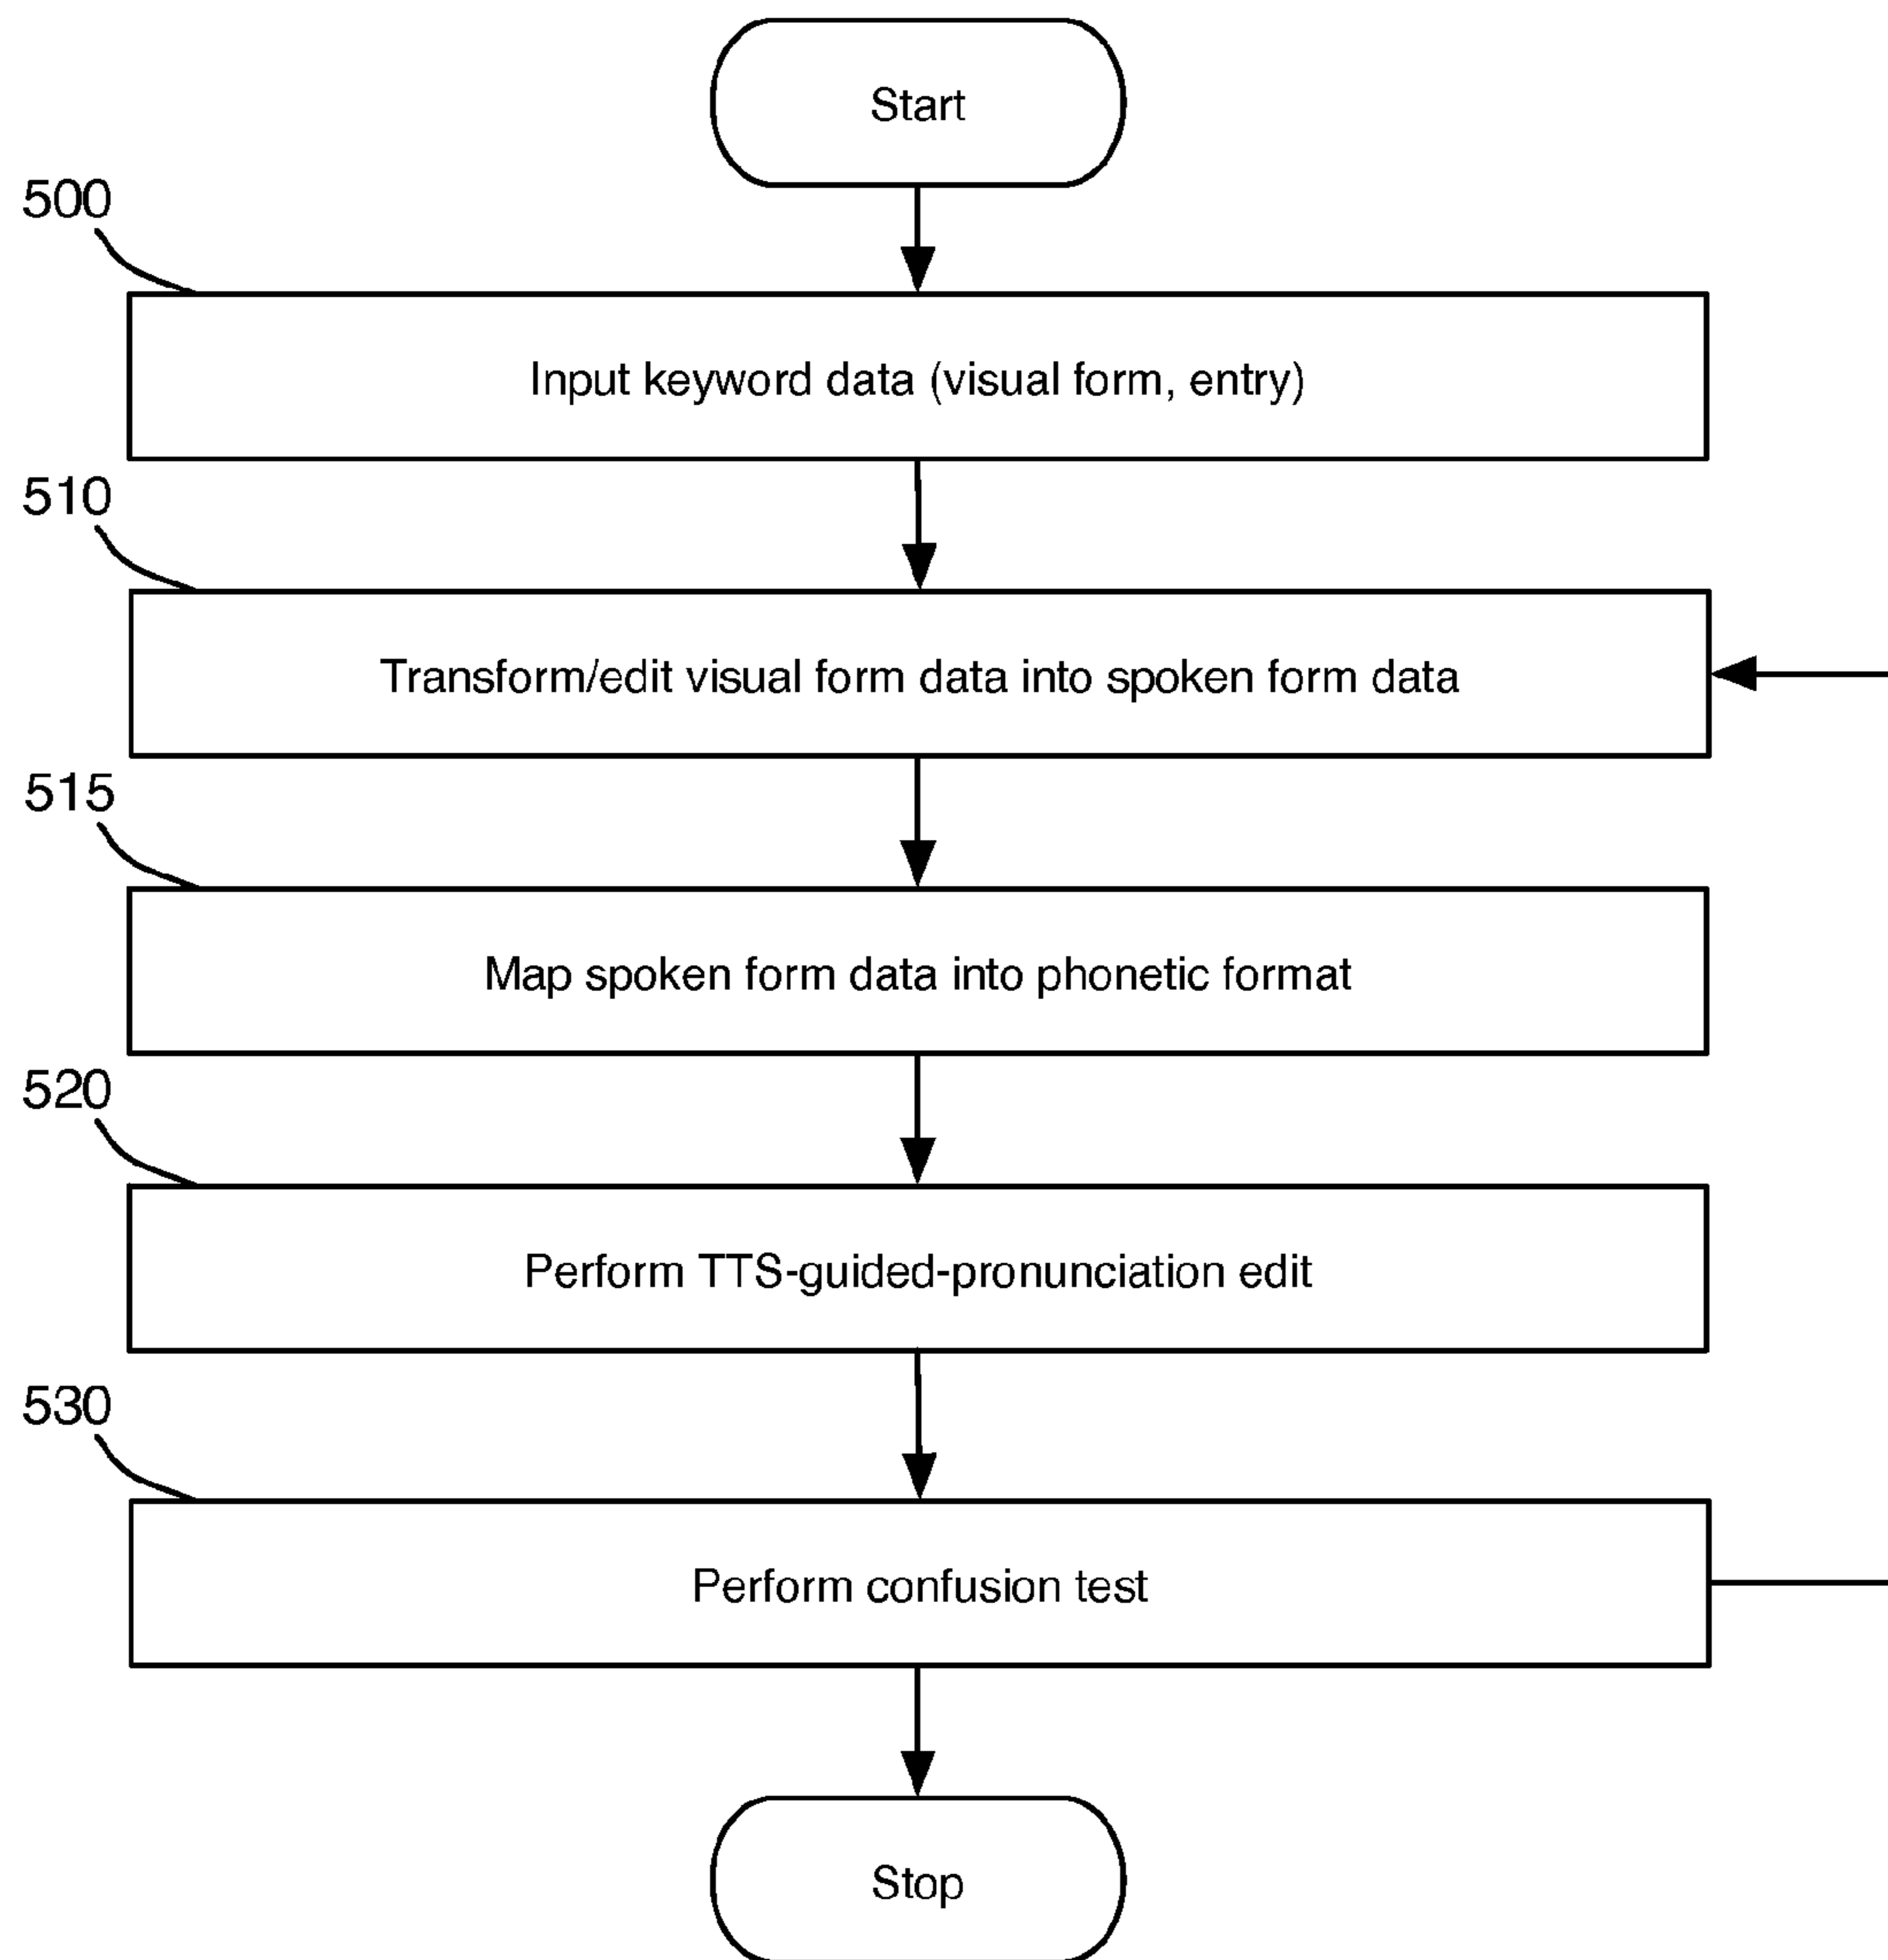 Start
500
Input keyword data (visual form, entry)
510
Transform/edit visual form data into spoken form data
515
Map spoken form data into phonetic format
520
Perform TTS-guided-pronunciation edit
530
Perform confusion test
Stop